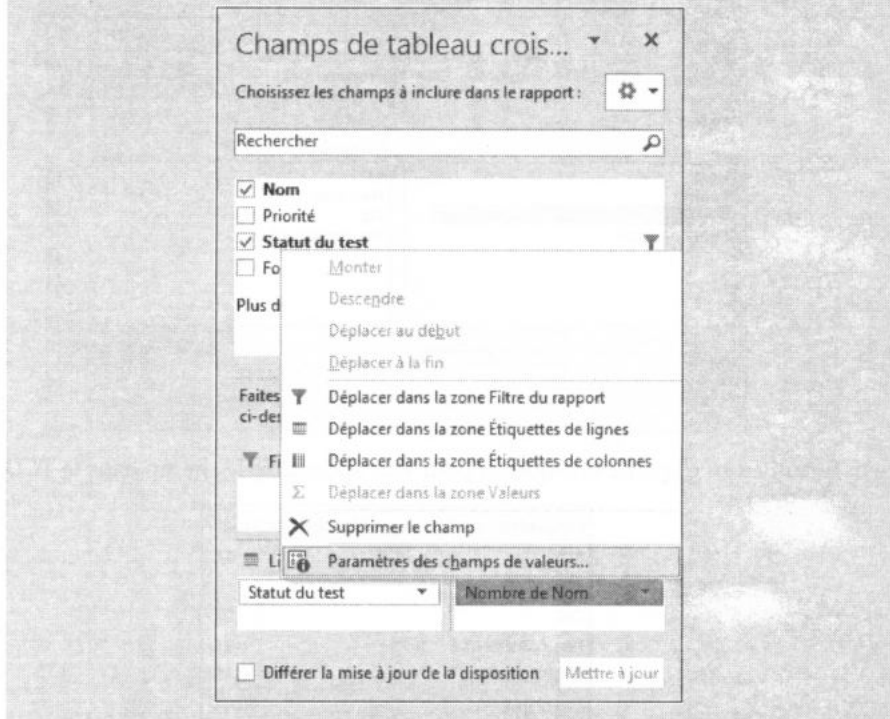 Champs de tableau crois...
Choisissez les champs à inclure dans le rapport :
Rechercher
Nom
Priorité
Statut du test
Fo
Plus d
Monter
Descendre
Déplacer au début
Déplacer à la fin
Faites
ci-des
Déplacer dans la zone Filtre du rapport
Déplacer dans la zone Étiquettes de lignes
Fi
Déplacer dans la zone Étiquettes de colonnes
Σ Déplacer dans la zone Valeurs
Supprimer le champ
Li
Paramètres des champs de valeurs...
Statut du test
Nombre de Nom
Différer la mise à jour de la disposition
Mettre à jour